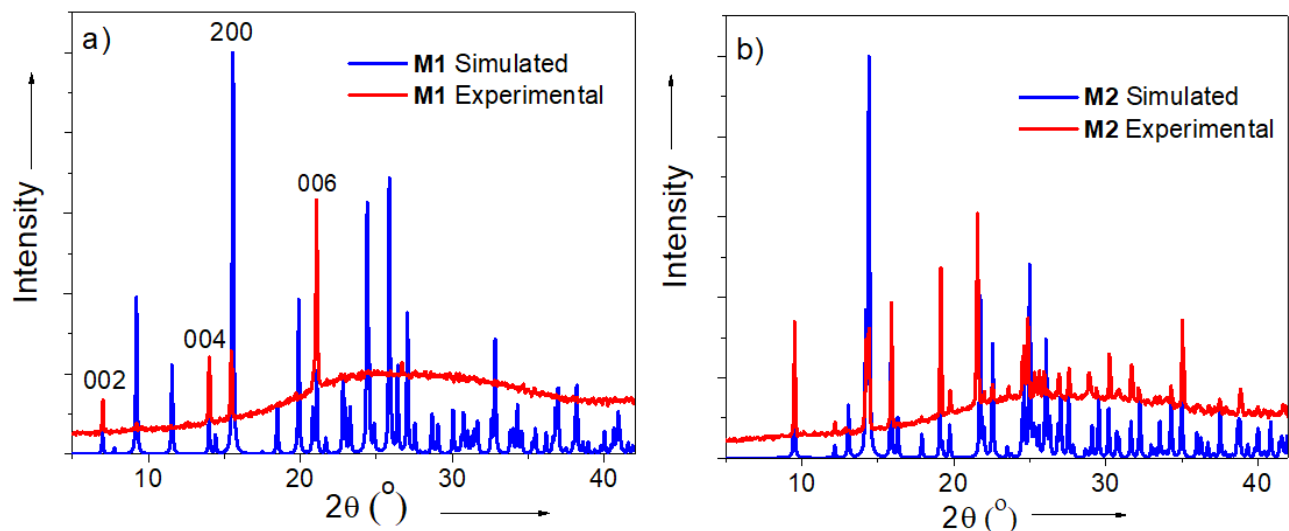 a)
200
M1 Simulated
M1 Experimental
006
004
002
Intensity
10
20
30
40
2θ (°)
b)
M2 Simulated
M2 Experimental
Intensity
10
20
30
40
2θ (°)